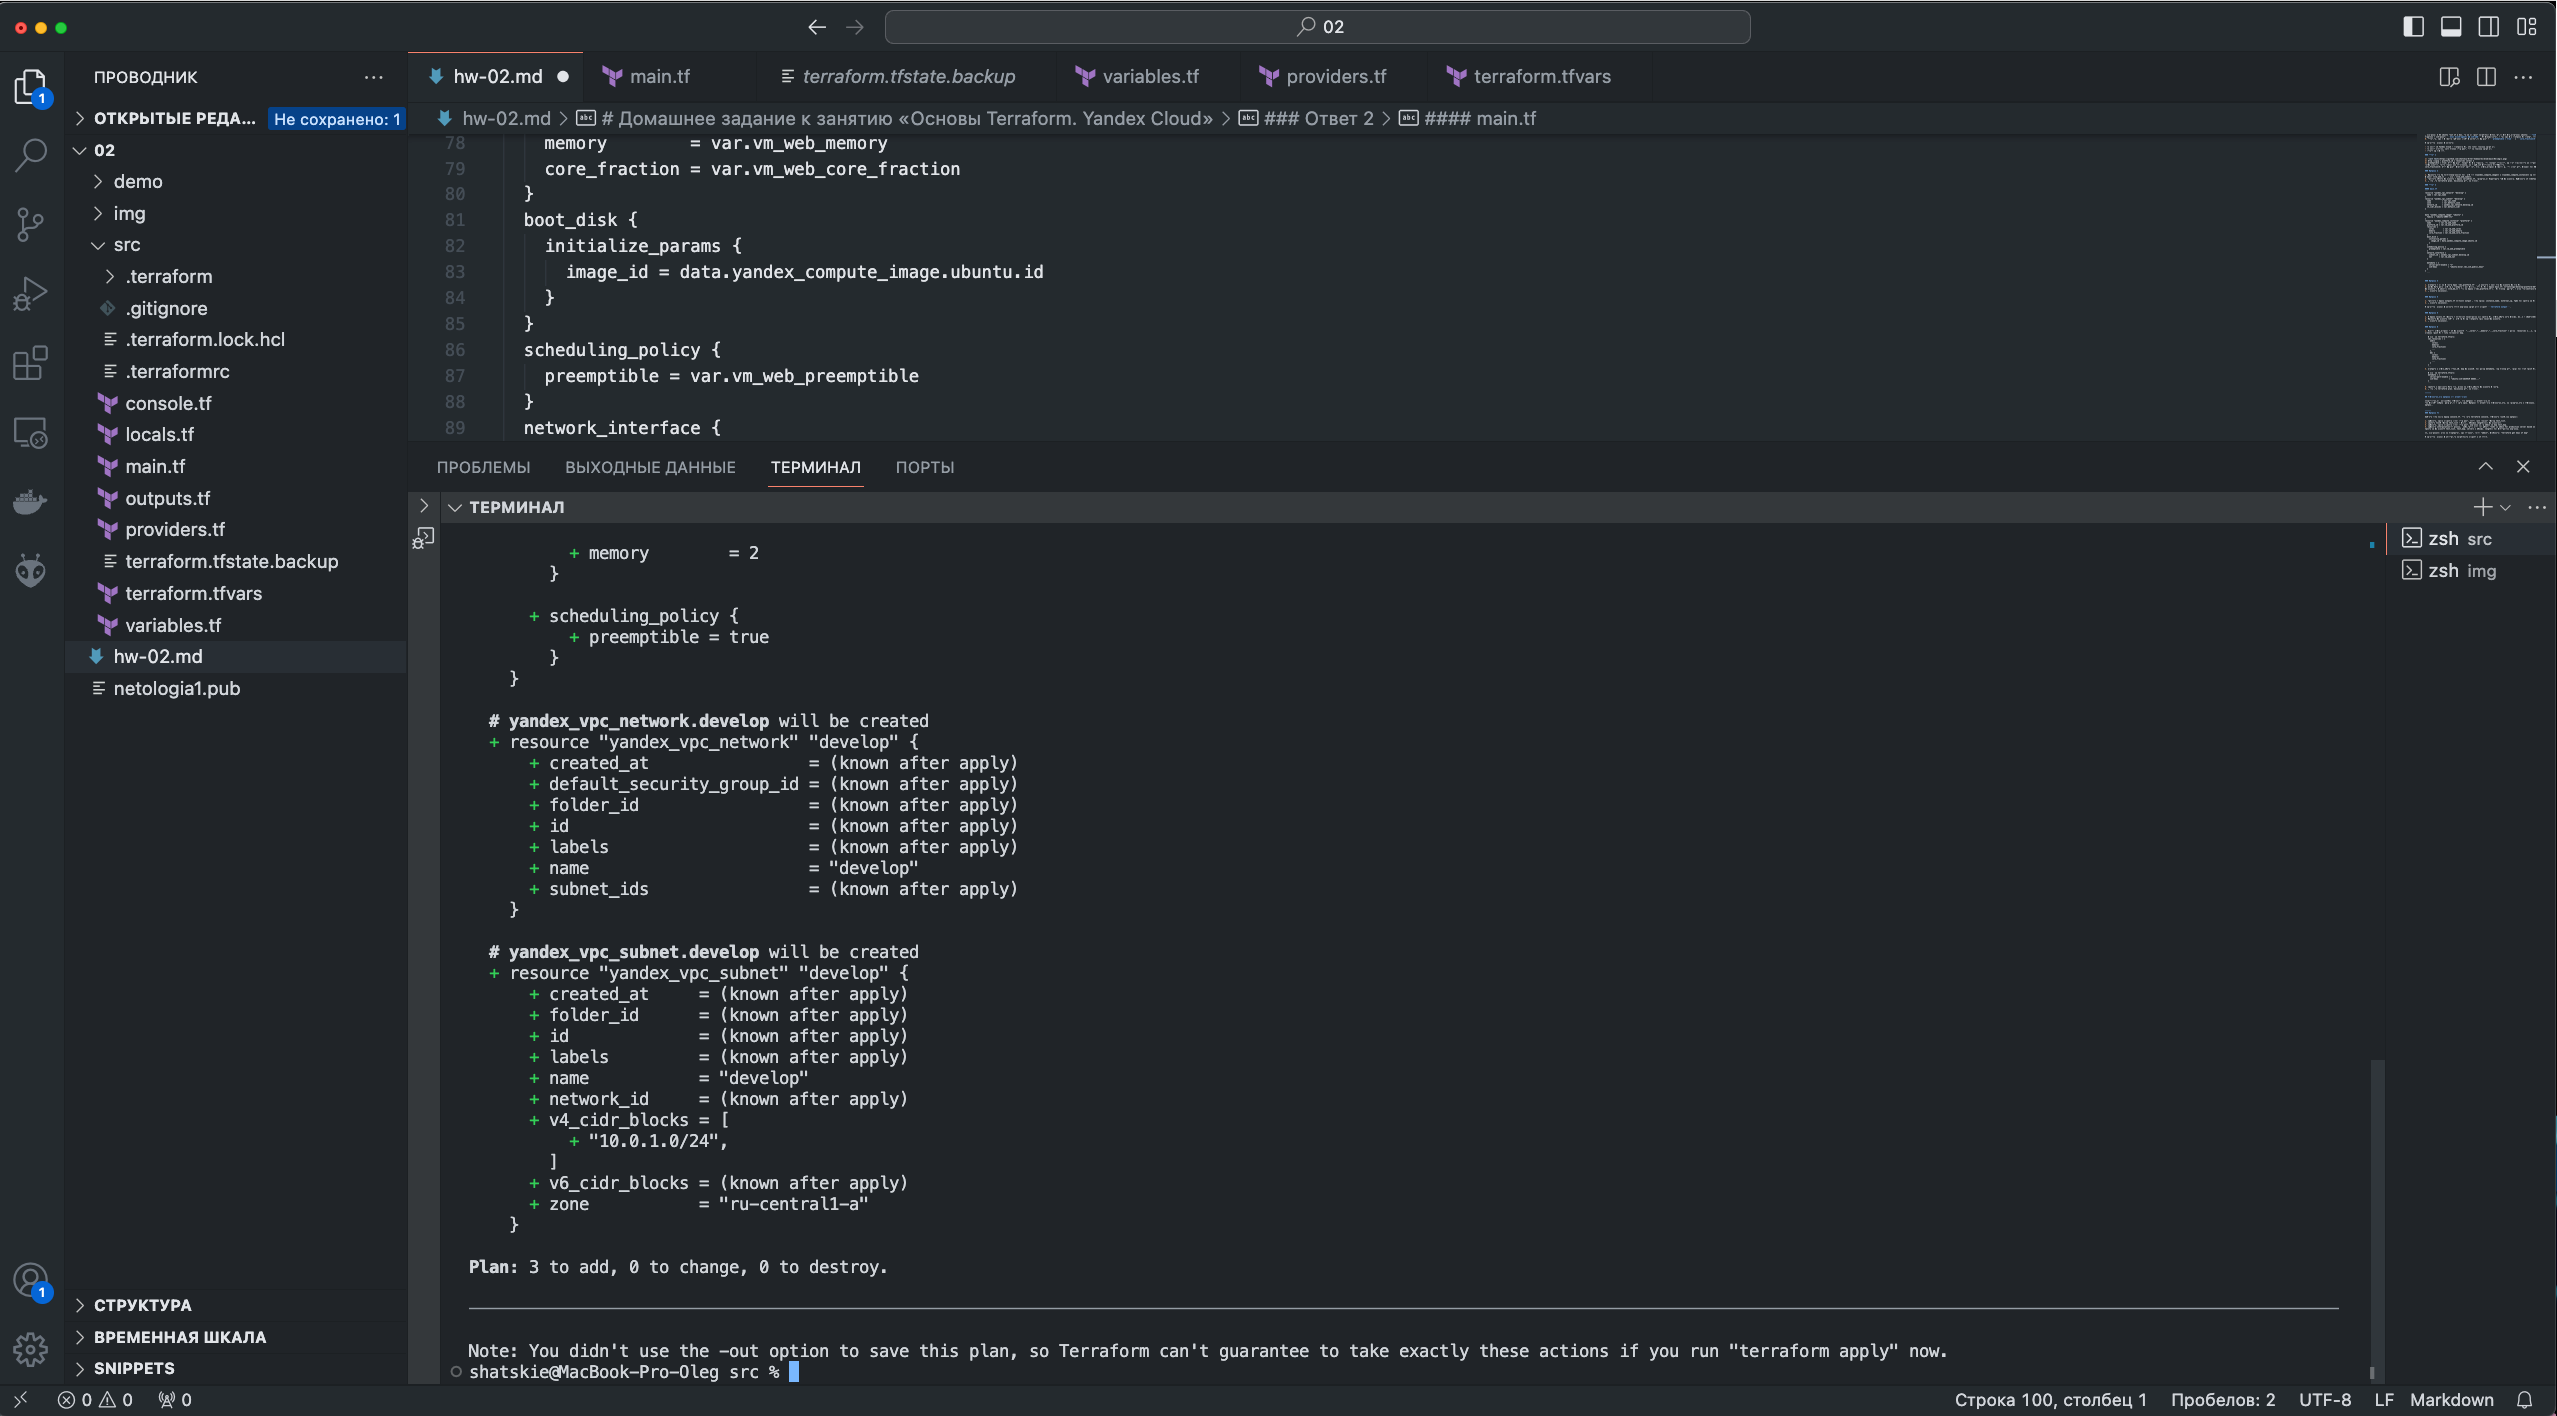 02
ПРОВОДНИК
ОТКРЫТЫЕ РЕДА... Не сохранено: 1
02
demo
img
src
.terraform
.gitignore
.terraform.lock.hcl
.terraformrc
console.tf
locals.tf
main.tf
outputs.tf
providers.tf
terraform.tfstate.backup
terraform.tfvars
variables.tf
hw-02.md
netologia1.pub
СТРУКТУРА
ВРЕМЕННАЯ ШКАЛА
SNIPPETS
1
1
hw-02.md main.tf terraform.tfstate.backup variables.tf providers.tf terraform.tfvars
hw-02.md > # Домашнее задание к занятию «Основы Terraform. Yandex Cloud» > ### Ответ 2 > #### main.tf
78 memory = var.vm_web_memory
79 core_fraction = var.vm_web_core_fraction
80 }
81 boot_disk {
82 initialize_params {
83 image_id = data.yandex_compute_image.ubuntu.id
84 }
85 }
86 scheduling_policy {
87 preemptible = var.vm_web_preemptible
88 }
89 network_interface {
ПРОБЛЕМЫ ВЫХОДНЫЕ ДАННЫЕ ТЕРМИНАЛ ПОРТЫ
ТЕРМИНАЛ
+ memory = 2
}
+ scheduling_policy {
+ preemptible = true
}
}
# yandex_vpc_network.develop will be created
+ resource "yandex_vpc_network" "develop" {
+ created_at = (known after apply)
+ default_security_group_id = (known after apply)
+ folder_id = (known after apply)
+ id = (known after apply)
+ labels = (known after apply)
+ name = "develop"
+ subnet_ids = (known after apply)
}
# yandex_vpc_subnet.develop will be created
+ resource "yandex_vpc_subnet" "develop" {
+ created_at = (known after apply)
+ folder_id = (known after apply)
+ id = (known after apply)
+ labels = (known after apply)
+ name = "develop"
+ network_id = (known after apply)
+ v4_cidr_blocks = [
+ "10.0.1.0/24",
]
+ v6_cidr_blocks = (known after apply)
+ zone = "ru-central1-a"
}
Plan: 3 to add, 0 to change, 0 to destroy.
Note: You didn't use the -out option to save this plan, so Terraform can't guarantee to take exactly these actions if you run "terraform apply" now.
shatskie@MacBook-Pro-Oleg src %
zsh src
zsh img
0 0 0
Строка 100, столбец 1 Пробелов: 2 UTF-8 LF Markdown